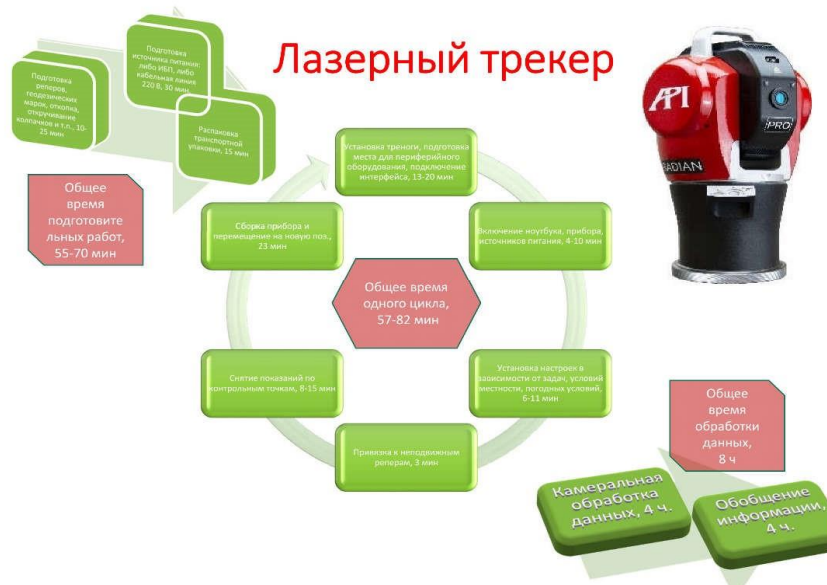 Лазерный трекер
Подготовка
реперов,
геодезических
марок, откопка,
откручивание
колпачков и т.п., 10-
25 мин
Подготовка
источника питания:
либо ИБП, либо
кабельная линия
220 В, 30 мин
Распаковка
транспортной
упаковки, 15 мин
Общее
время
подготовите
льных работ,
55-70 мин
Установка треноги, подготовка
места для периферийного
оборудования, подключение
интерфейса, 13-20 мин
Включение ноутбука, прибора,
источников питания, 4-10 мин
Установка настроек в
зависимости от задач, условий
местности, погодных условий,
6-11 мин
Привязка к неподвижным
реперам, 3 мин
Снятие показаний по
контрольным точкам, 8-15 мин
Сборка прибора и
перемещение на новую поз.,
23 мин
Общее время
одного цикла,
57-82 мин
API
PRO
RADIAN
Общее
время
обработки
данных,
8 ч
Камеральная
обработка
данных, 4 ч.
Обобщение
информации,
4 ч.